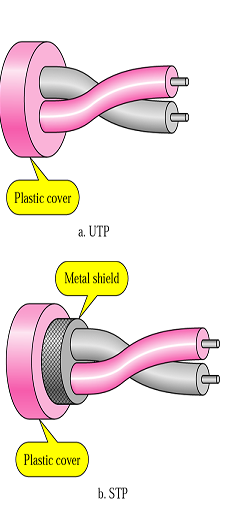 Plastic cover
a. UTP
Metal shield
Plastic cover
b. STP